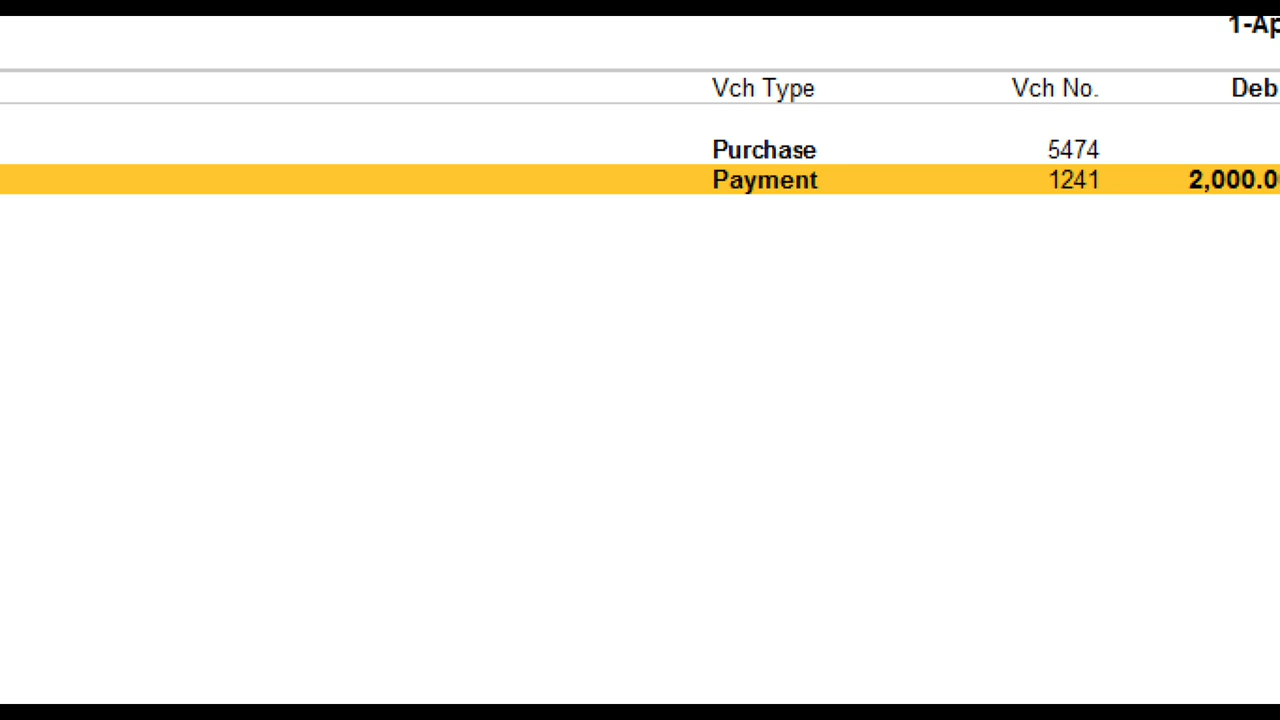 1-Ap
Vch Type Vch No. Deb
Purchase 5474
Payment 1241 2,000.0